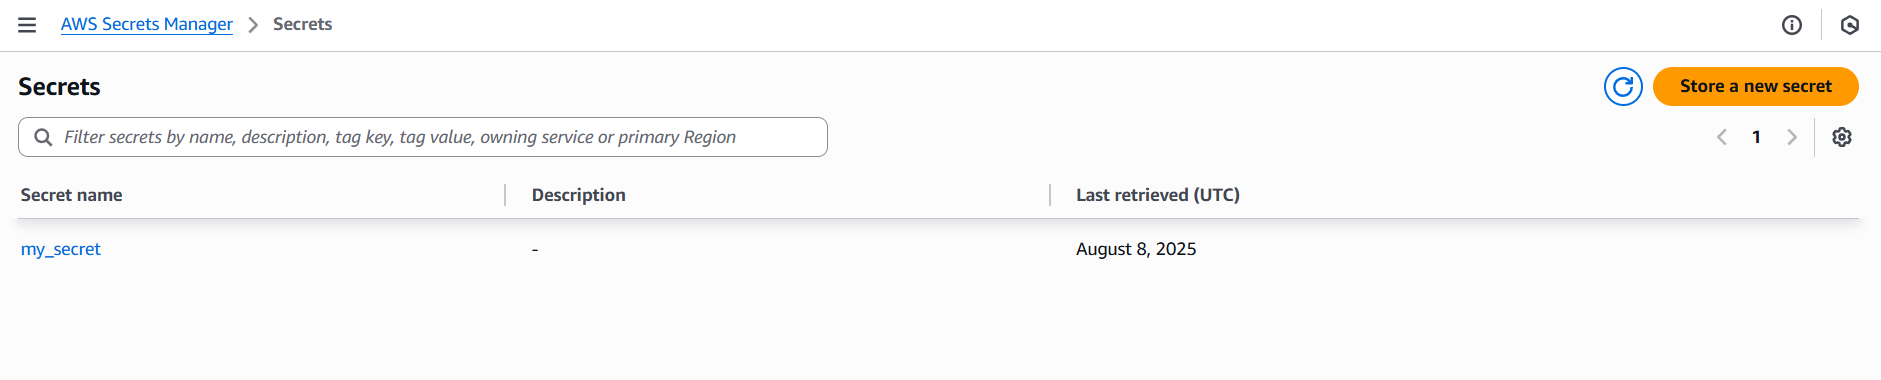 AWS Secrets Manager > Secrets
Secrets
Store a new secret
Filter secrets by name, description, tag key, tag value, owning service or primary Region
1
Secret name Description Last retrieved (UTC)
my_secret - August 8, 2025